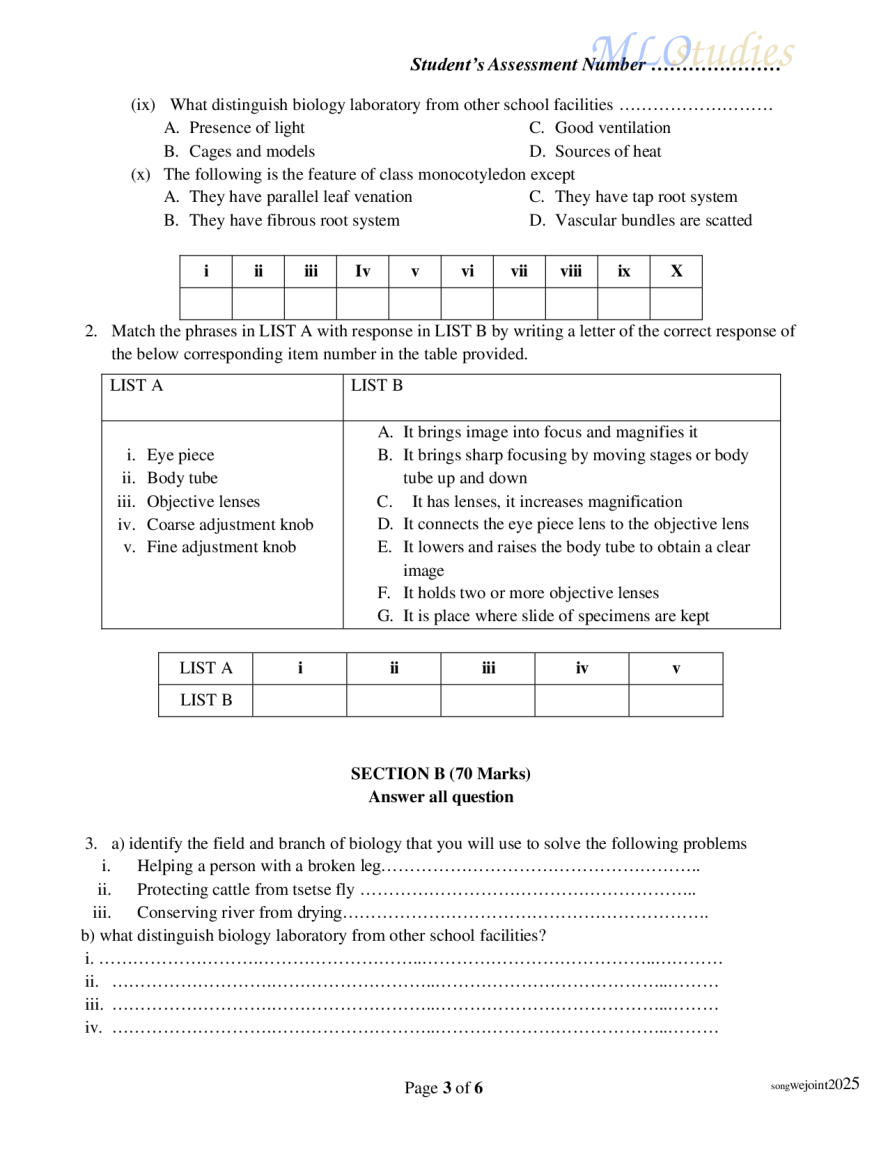 MLOstudies
Student's Assessment Number ………………….
(ix) What distinguish biology laboratory from other school facilities ………………………
A. Presence of light
C. Good ventilation
B. Cages and models
D. Sources of heat
(x) The following is the feature of class monocotyledon except
A. They have parallel leaf venation
C. They have tap root system
B. They have fibrous root system
D. Vascular bundles are scatted
i ii iii Iv v vi vii viii ix X
2. Match the phrases in LIST A with response in LIST B by writing a letter of the correct response of
the below corresponding item number in the table provided.
LIST A
LIST B
i. Eye piece
ii. Body tube
iii. Objective lenses
iv. Coarse adjustment knob
v. Fine adjustment knob
A. It brings image into focus and magnifies it
B. It brings sharp focusing by moving stages or body
tube up and down
C. It has lenses, it increases magnification
D. It connects the eye piece lens to the objective lens
E. It lowers and raises the body tube to obtain a clear
image
F. It holds two or more objective lenses
G. It is place where slide of specimens are kept
LIST A i ii iii iv v
LIST B
SECTION B (70 Marks)
Answer all question
3. a) identify the field and branch of biology that you will use to solve the following problems
i. Helping a person with a broken leg………………………………………………..
ii. Protecting cattle from tsetse fly …………………………………………………..
iii. Conserving river from drying……………………………………………………….
b) what distinguish biology laboratory from other school facilities?
i. ……………………….………………………..…………………………………..…………
ii. ……………………….………………………..…………………………………...………
iii. ……………………….………………………..…………………………………...………
iv. ……………………….………………………..…………………………………...………
Page 3 of 6
songwejoint2025